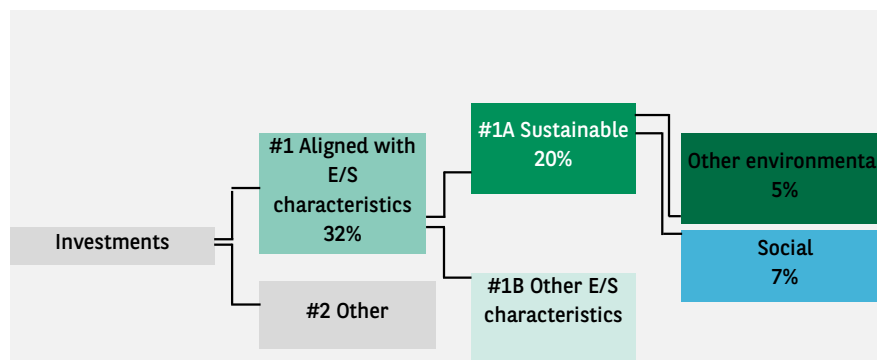 Investments
#1 Aligned with
E/S
characteristics
32%
#2 Other
#1A Sustainable
20%
#1B Other E/S
characteristics
Other environmenta
5%
Social
7%